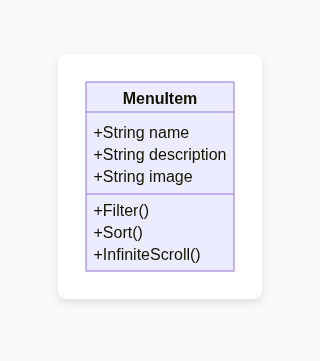 MenuItem
+String name
+String description
+String image
+Filter()
+Sort()
+InfiniteScroll()